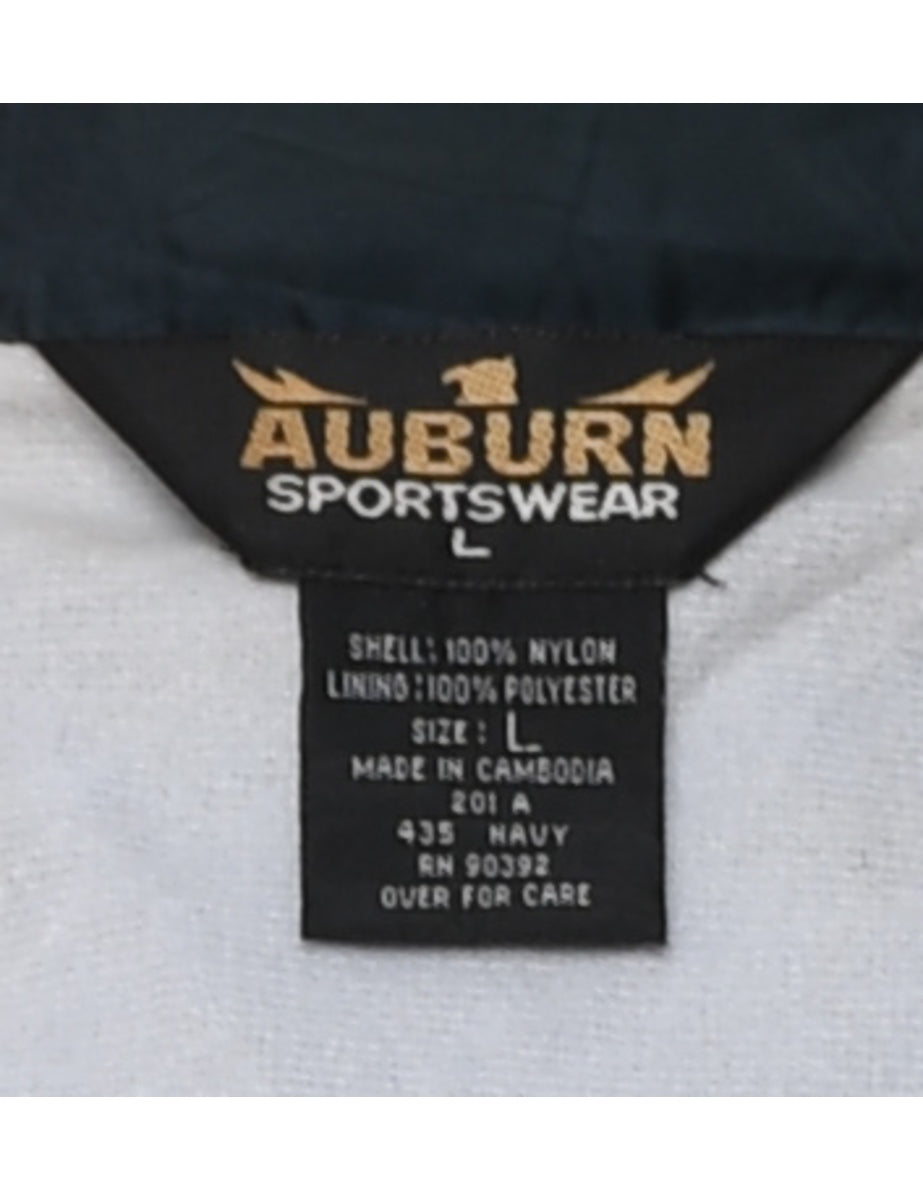 AUBURN
SPORTSWEAR
L
SHELL: 100% NYLON
LINING: 100% POLYESTER
SIZE: L
MADE IN CAMBODIA
201 A
435 NAVY
RN 90392
OVER FOR CARE